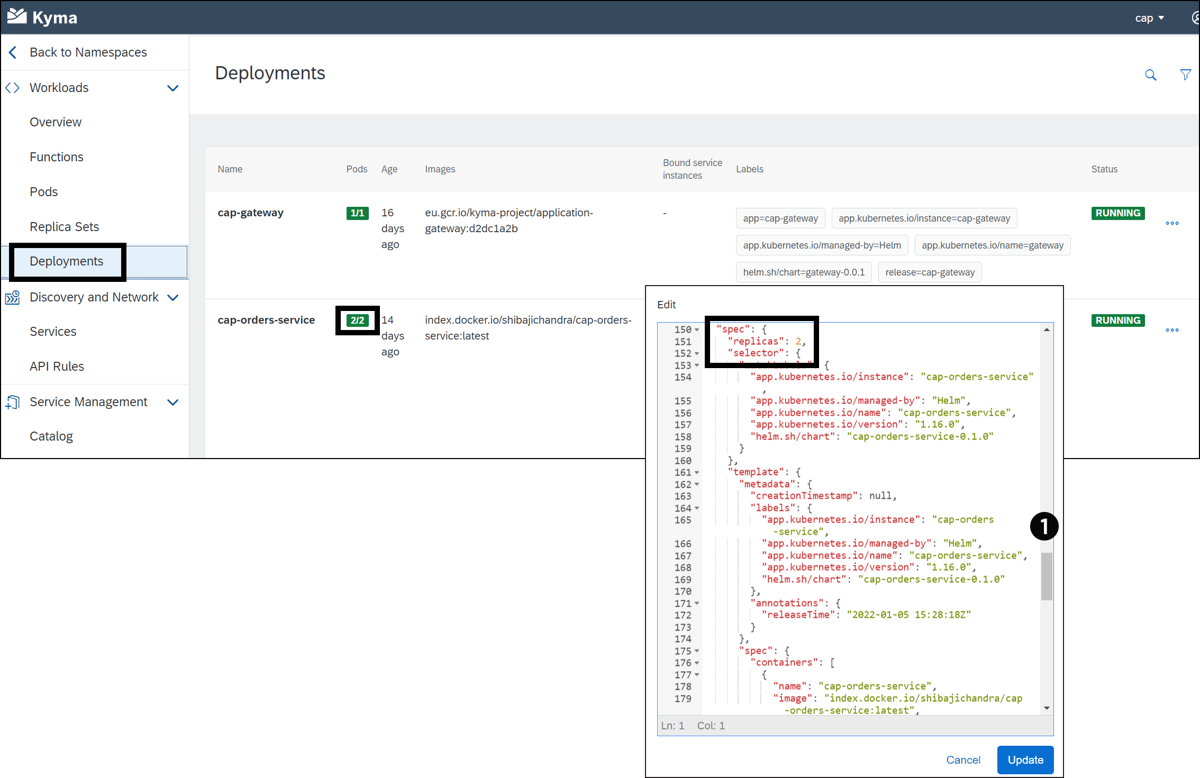 Kyma
cap
Back to Namespaces
Workloads
Overview
Functions
Pods
Replica Sets
Deployments
Discovery and Network
Services
API Rules
Service Management
Catalog
Deployments
Name Pods Age Images Bound service instances Labels Status
cap-gateway 1/1 16 days ago eu.gcr.io/kyma-project/application-gateway:d2dc1a2b -
app=cap-gateway app.kubernetes.io/instance=cap-gateway
app.kubernetes.io/managed-by=Helm app.kubernetes.io/name=gateway
helm.sh/chart=gateway-0.0.1 release=cap-gateway
RUNNING
cap-orders-service 2/2 14 days ago index.docker.io/shibajichandra/cap-orders-service:latest
RUNNING
Edit
150 "spec": {
151 "replicas": 2,
152 "selector": {
153 {
154 "app.kubernetes.io/instance": "cap-orders-service"
,
155 "app.kubernetes.io/managed-by": "Helm",
156 "app.kubernetes.io/name": "cap-orders-service",
157 "app.kubernetes.io/version": "1.16.0",
158 "helm.sh/chart": "cap-orders-service-0.1.0"
159 }
160 },
161 "template": {
162 "metadata": {
163 "creationTimestamp": null,
164 "labels": {
165 "app.kubernetes.io/instance": "cap-orders
-service",
166 "app.kubernetes.io/managed-by": "Helm",
167 "app.kubernetes.io/name": "cap-orders-service",
168 "app.kubernetes.io/version": "1.16.0",
169 "helm.sh/chart": "cap-orders-service-0.1.0"
170 },
171 "annotations": {
172 "releaseTime": "2022-01-05 15:28:18Z"
173 }
174 },
175 "spec": {
176 "containers": [
177 {
178 "name": "cap-orders-service",
179 "image": "index.docker.io/shibajichandra/cap
-orders-service:latest",
Ln: 1 Col: 1
Cancel Update
1